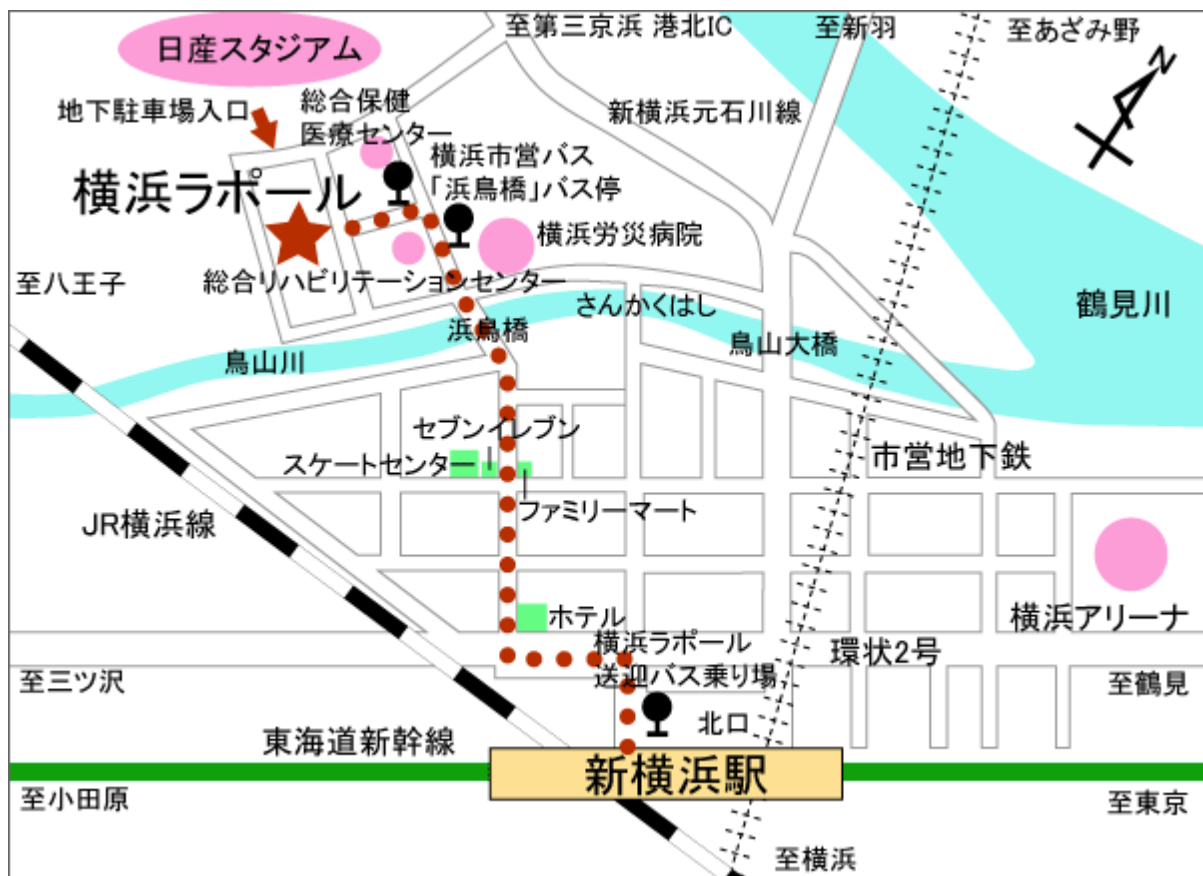 至第三京浜 港北IC
至新羽
至あざみ野
日産スタジアム
N
地下駐車場入口
総合保健
医療センター
新横浜元石川線
横浜市営バス
「浜鳥橋」バス停
横浜ラポール
横浜労災病院
至八王子
総合リハビリテーションセンター
さんかくはし
鶴見川
浜鳥橋
鳥山大橋
鳥山川
セブンイレブン
スケートセンター
市営地下鉄
ファミリーマート
JR横浜線
ホテル
横浜アリーナ
横浜ラポール
送迎バス乗り場
環状2号
至三ツ沢
至鶴見
北口
東海道新幹線
新横浜駅
至小田原
至東京
至横浜